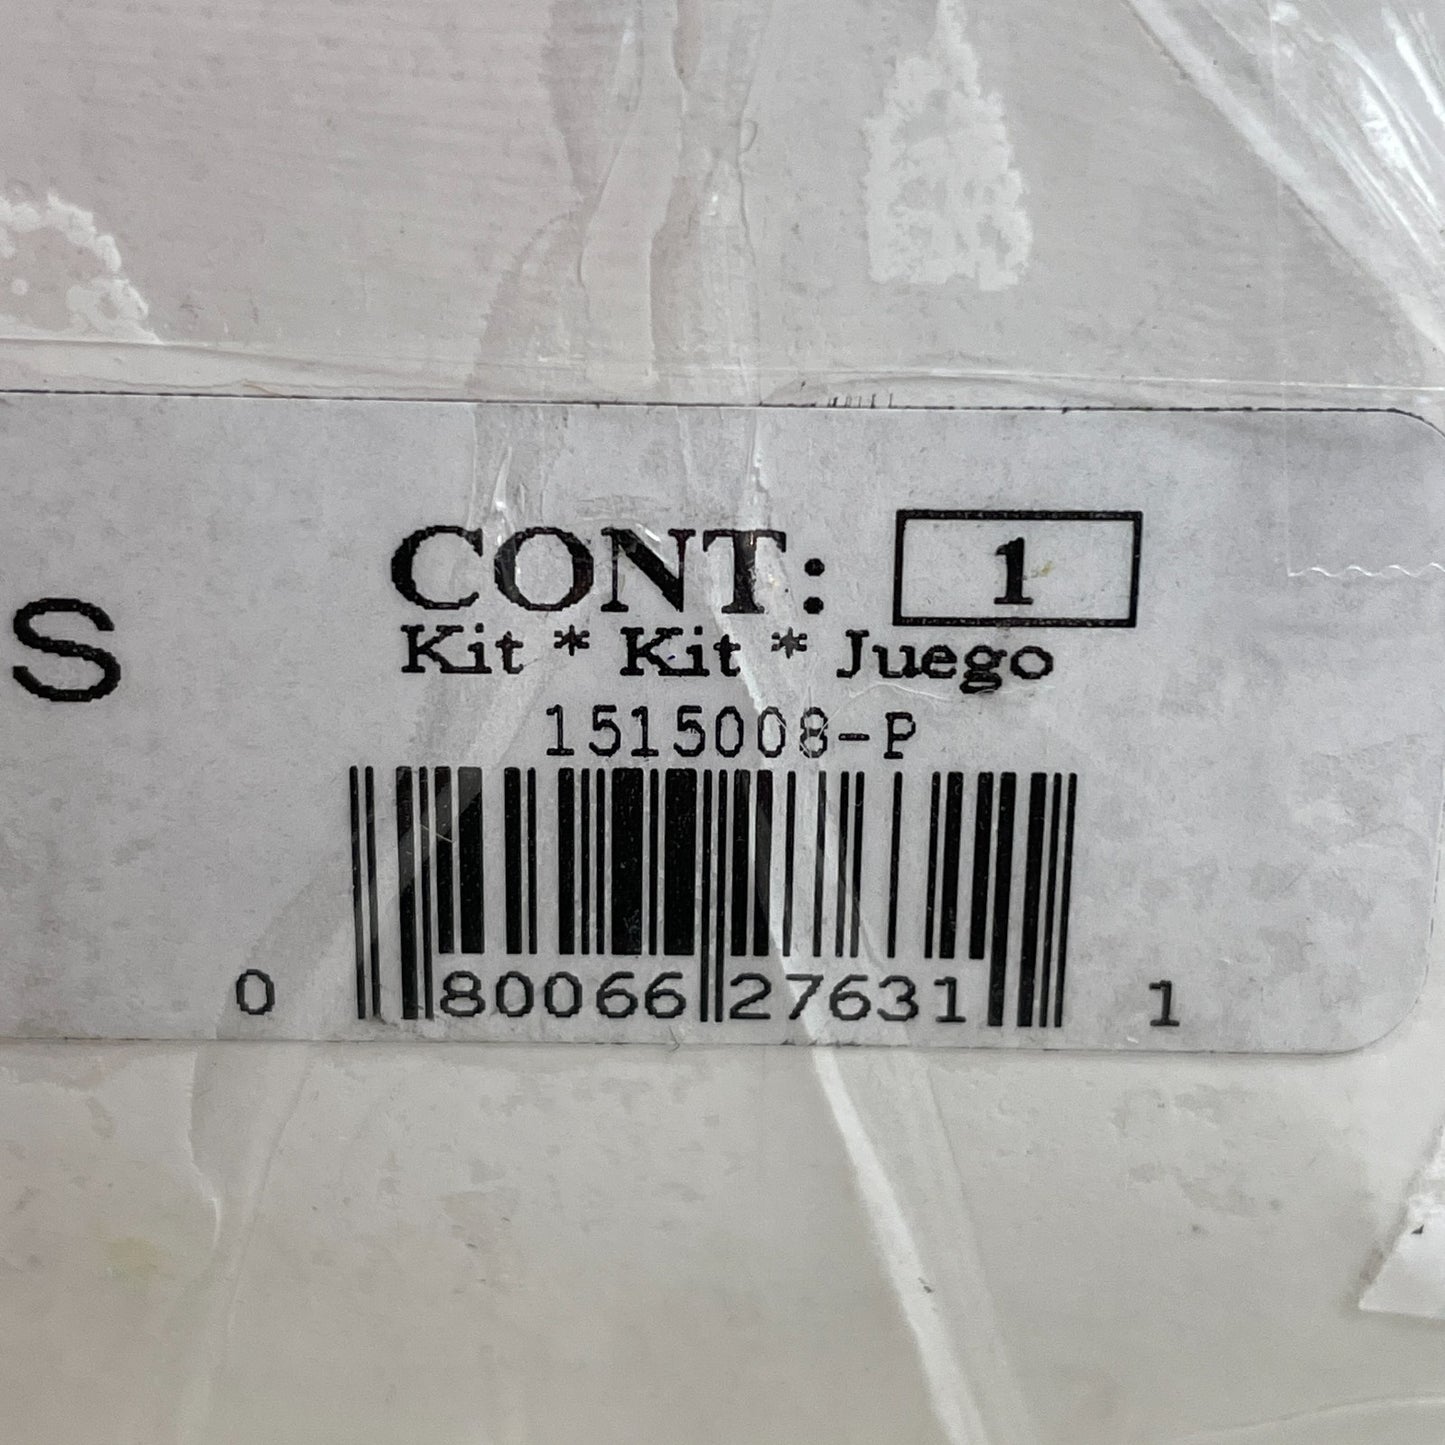 S
CONT: 1
Kit * Kit * Juego
1515008-P
0 80066 27631 1